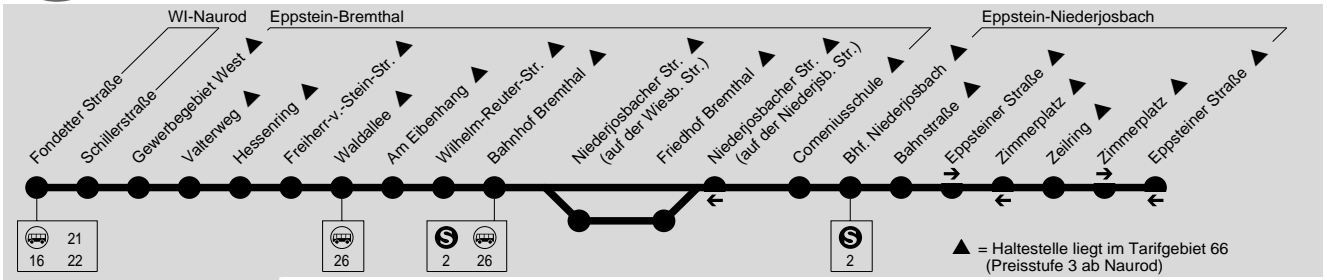 WI-Naurod
Eppstein-Bremthal
Eppstein-Niederjosbach
Fondetter Straße
Schillerstraße
Gewerbegebiet West ▲
Valterweg ▲
Hessenring ▲
Freiherr-v.-Stein-Str. ▲
Waldallee ▲
Am Eibenhang ▲
Wilhelm-Reuter-Str. ▲
Bahnhof Bremthal ▲
Niederjosbacher Str. ▲
(auf der Wiesb. Str.)
Friedhof Bremthal ▲
Niederjosbacher Str. ▲
(auf der Niederjsb. Str.)
Comeniusschule ▲
Bhf. Niederjosbach ▲
Bahnstraße ▲
Eppsteiner Straße ▲
Zimmerplatz ▲
Zeilring ▲
Zimmerplatz ▲
Eppsteiner Straße ▲
→ → 
← ← ←
21
16 22
26
S
2 26
S
2
▲ = Haltestelle liegt im Tarifgebiet 66
(Preisstufe 3 ab Naurod)